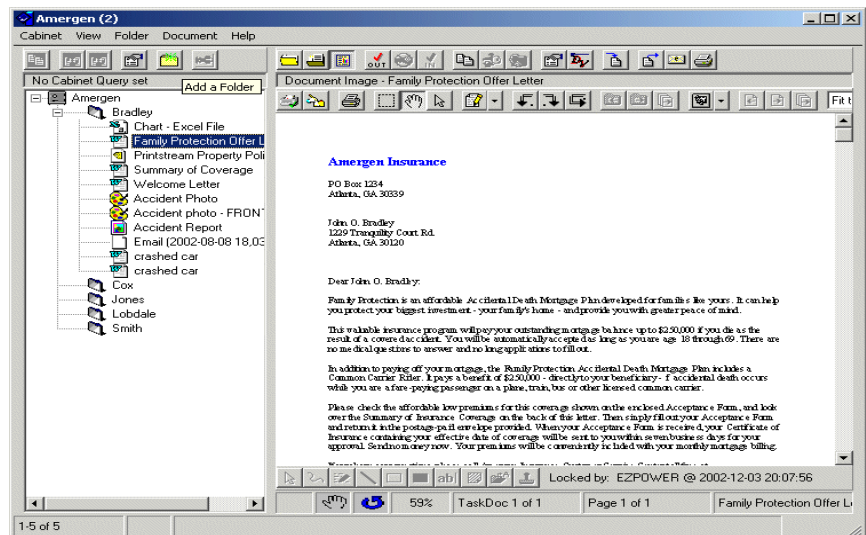 Amergen (2)
Cabinet View Folder Document Help
No Cabinet Query set
Add a Folder
Document Image - Family Protection Offer Letter
OUT
IN
Fit t
Amergen
Bradley
Chart - Excel File
Family Protection Offer L
Printstream Property Poli
Summary of Coverage
Welcome Letter
Accident Photo
Accident photo - FRON
Accident Report
Email (2002-08-08 18,03
crashed car
crashed car
Cox
Jones
Lobdale
Smith
Amergen Insurance
PO Box 1234
Atlanta, GA 30339
John O. Bradley
1229 Tranquility Court Rd.
Atlanta, GA 30120
Dear John O. Bradley:
Family Protection is an affordable Accidental Death Mortgage Plan developed for families like yours. It can help
you protect your biggest investment - your family's home - and provide you with greater peace of mind.
This valuable insurance program will pay your outstanding mortgage balance up to $250,000 if you die as the
result of a covered accident. You will be automatically accepted as long as you are age 18 through 69. There are
no medical questions to answer and no long applications to fill out.
In addition to paying off your mortgage, the Family Protection Accidental Death Mortgage Plan includes a
Common Carrier Rider. It pays a benefit of $250,000 - directly to your beneficiary - if accidental death occurs
while you are a fare-paying passenger on a plane, train, bus or other licensed common carrier.
Please check the affordable low premiums for this coverage shown on the enclosed Acceptance Form, and look
over the Summary of Insurance Coverage on the back of this letter. Then simply fill out your Acceptance Form
and return it in the postage-paid envelope provided. When your Acceptance Form is received, your Certificate of
Insurance containing your effective date of coverage will be sent to you within seven business days for your
approval. Send no money now. Your premiums will be conveniently included with your monthly mortgage billing.
ab
Locked by: EZPOWER @ 2002-12-03 20:07:56
59% TaskDoc 1 of 1 Page 1 of 1 Family Protection Offer L
1-5 of 5